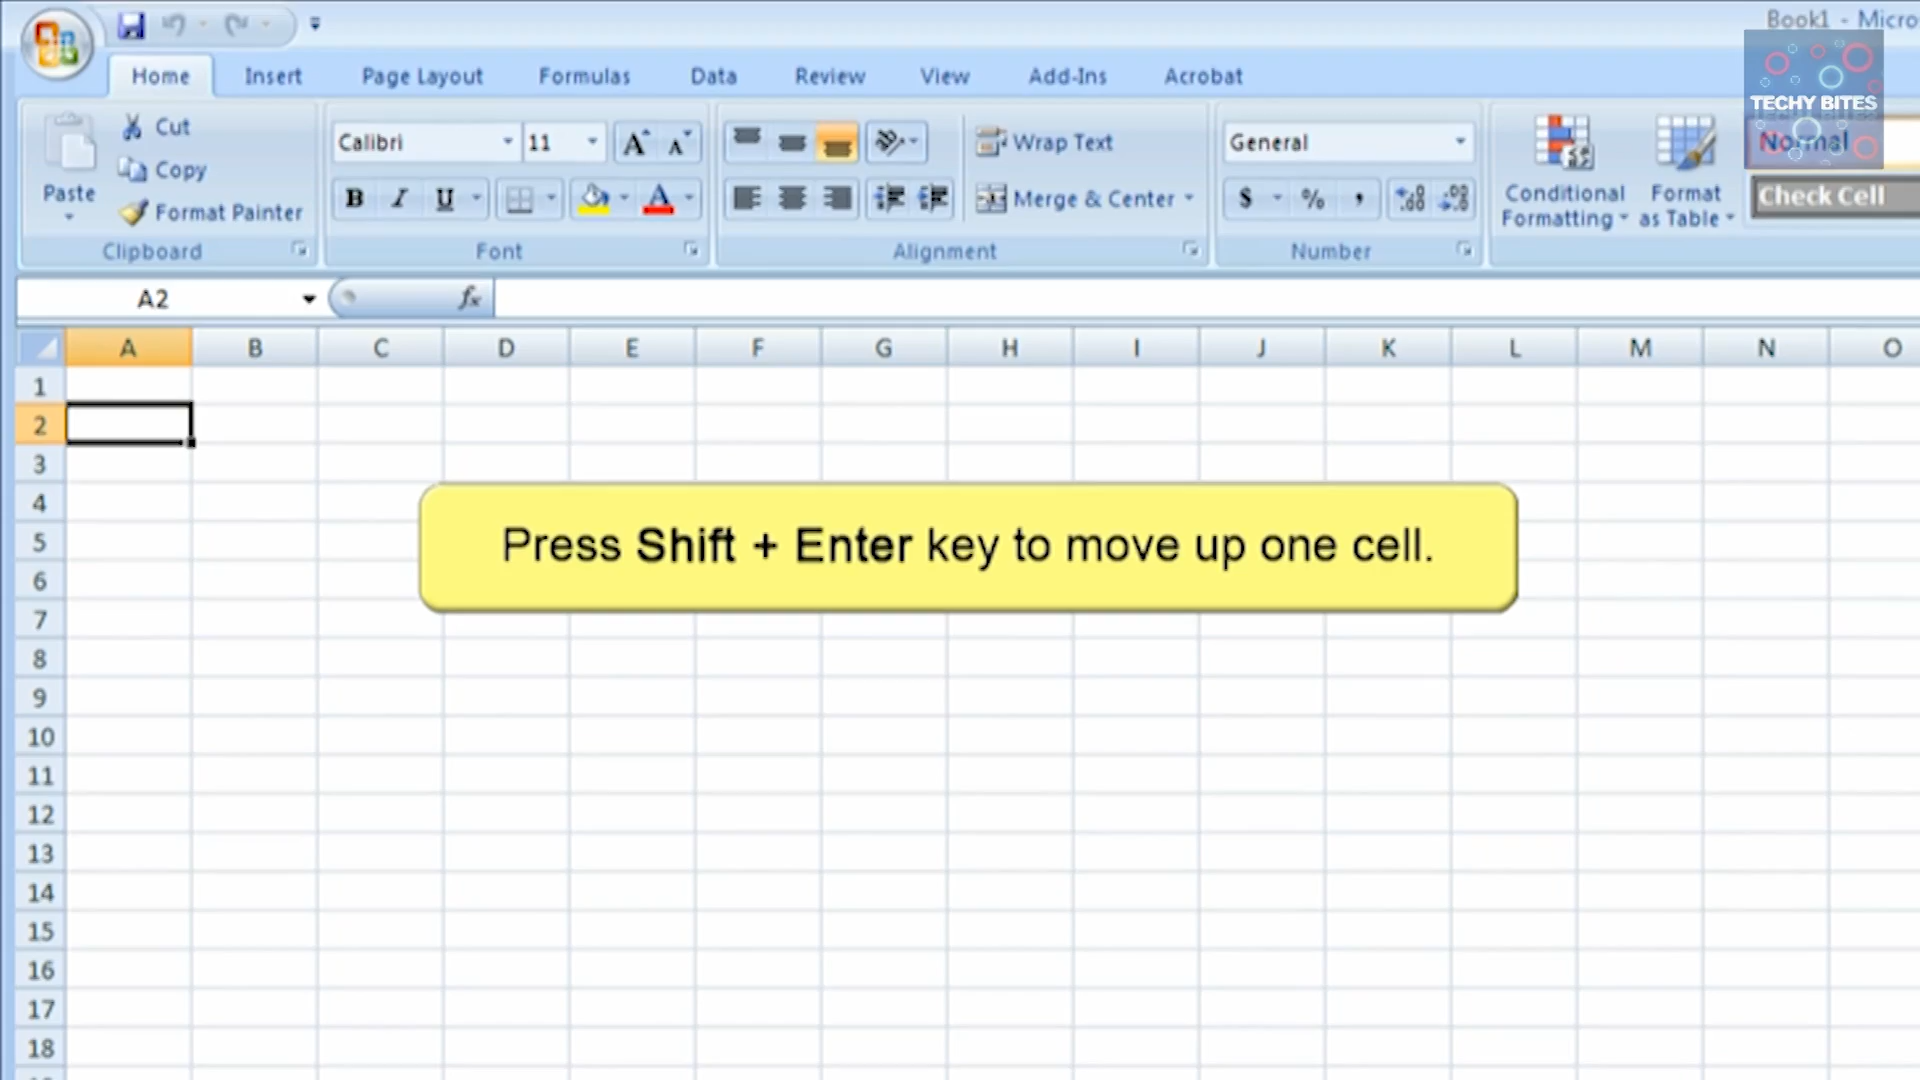 Book1 - Micro
Home Insert Page Layout Formulas Data Review View Add-Ins Acrobat
TECHY BITES
Cut
Copy
Format Painter
Paste
Clipboard
Calibri 11
A A
B I U A
Font
Wrap Text
Merge & Center
Alignment
General
$ % ,
Number
Conditional
Formatting
Format
as Table
Normal
Check Cell
A2 fx
A B C D E F G H I J K L M N O
1
2
3
4
5
6
7
8
9
10
11
12
13
14
15
16
17
18
Press Shift + Enter key to move up one cell.